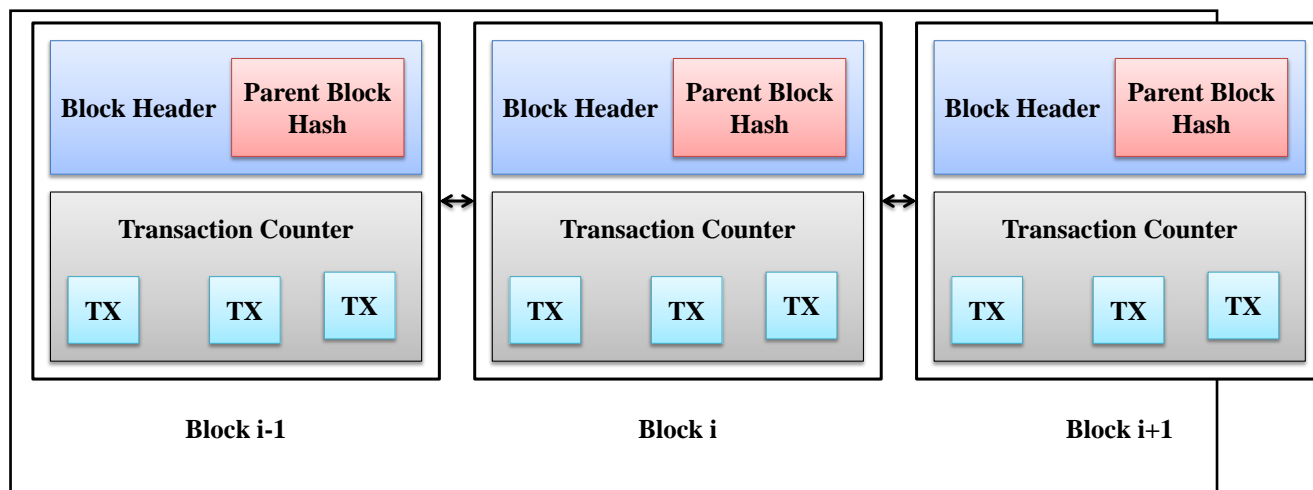 Block Header
Parent Block
Hash
Transaction Counter
TX
TX
TX
Block i-1
Block Header
Parent Block
Hash
Transaction Counter
TX
TX
TX
Block i
Block Header
Parent Block
Hash
Transaction Counter
TX
TX
TX
Block i+1